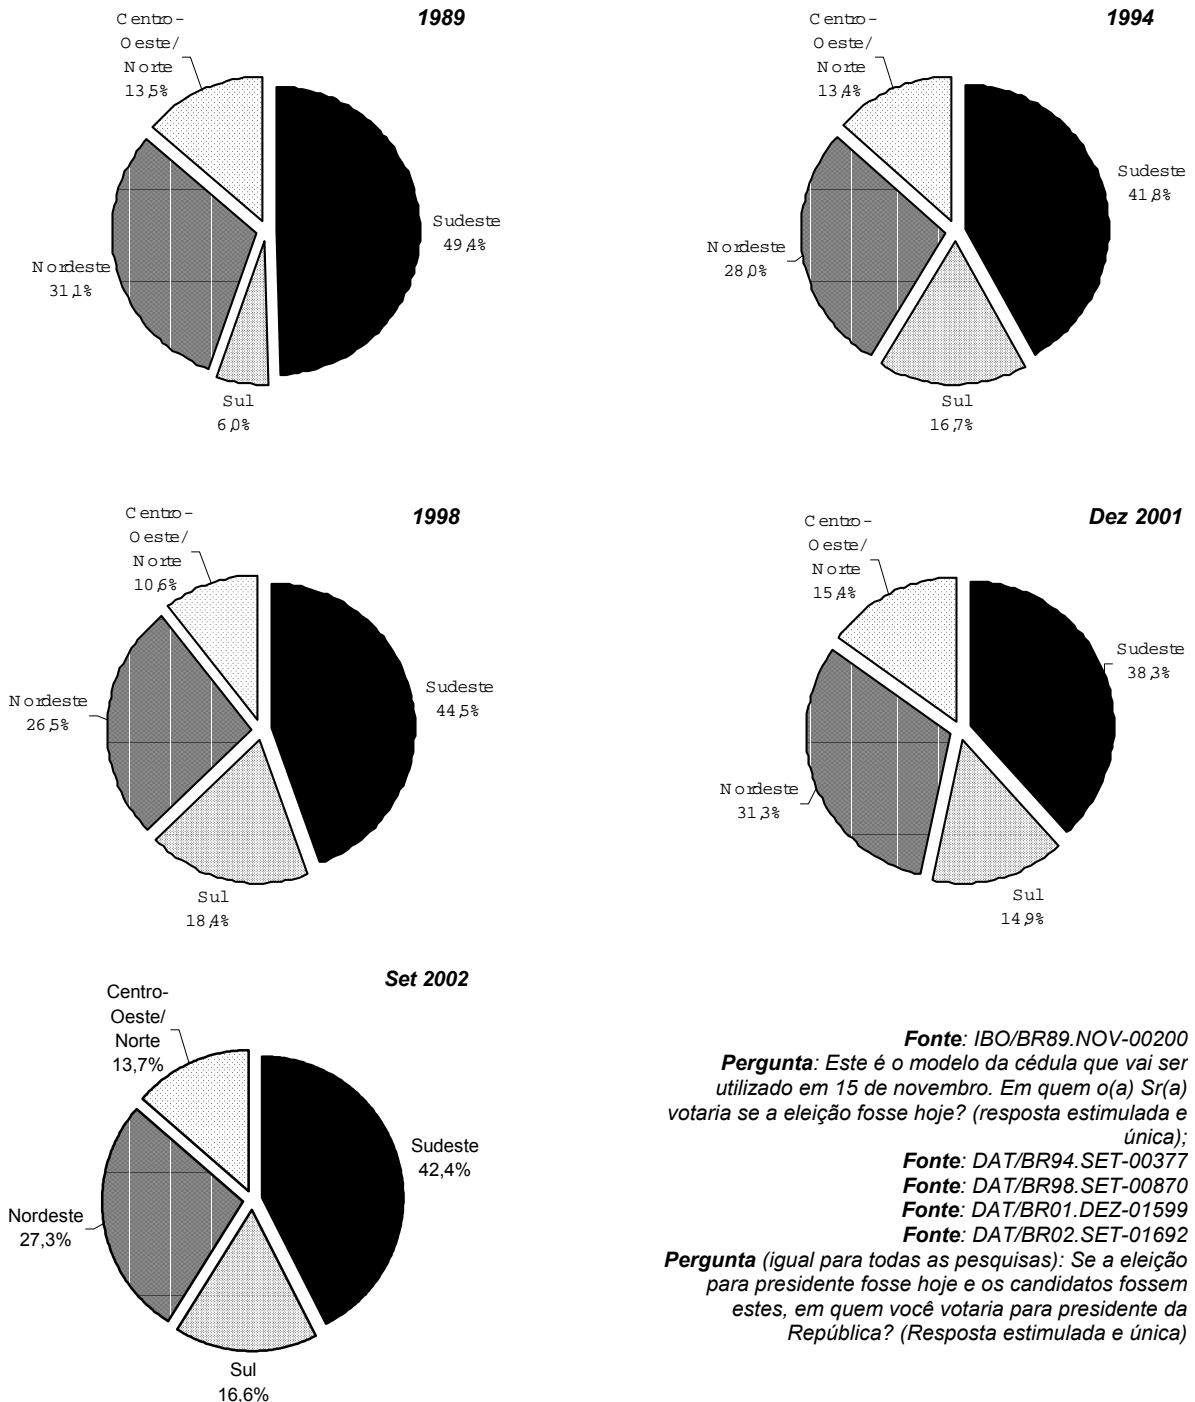 1989
Centro-
Oeste/
Norte
13,5%
Sudeste
49,4%
Nordeste
31,1%
Sul
6,0%
1994
Centro-
Oeste/
Norte
13,4%
Sudeste
41,8%
Nordeste
28,0%
Sul
16,7%
1998
Centro-
Oeste/
Norte
10,6%
Sudeste
44,5%
Nordeste
26,5%
Sul
18,4%
Dez 2001
Centro-
Oeste/
Norte
15,4%
Sudeste
38,3%
Nordeste
31,3%
Sul
14,9%
Set 2002
Centro-
Oeste/
Norte
13,7%
Sudeste
42,4%
Nordeste
27,3%
Sul
16,6%
Fonte: IBO/BR89.NOV-00200
Pergunta: Este é o modelo da cédula que vai ser
utilizado em 15 de novembro. Em quem o(a) Sr(a)
votaria se a eleição fosse hoje? (resposta estimulada e
única);
Fonte: DAT/BR94.SET-00377
Fonte: DAT/BR98.SET-00870
Fonte: DAT/BR01.DEZ-01599
Fonte: DAT/BR02.SET-01692
Pergunta (igual para todas as pesquisas): Se a eleição
para presidente fosse hoje e os candidatos fossem
estes, em quem você votaria para presidente da
República? (Resposta estimulada e única)